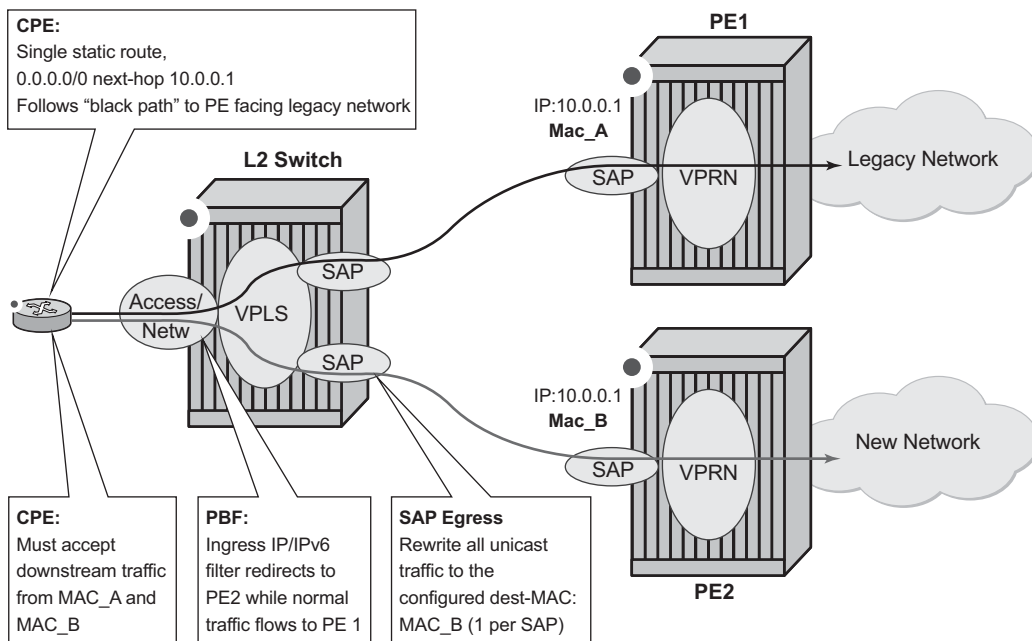 CPE:
Single static route,
0.0.0.0/0 next-hop 10.0.0.1
Follows “black path” to PE facing legacy network
PE1
IP:10.0.0.1
Mac_A
SAP
VPRN
Legacy Network
L2 Switch
SAP
Access/
Netw
VPLS
SAP
IP:10.0.0.1
Mac_B
SAP
VPRN
New Network
PE2
CPE:
Must accept
downstream traffic
from MAC_A and
MAC_B
PBF:
Ingress IP/IPv6
filter redirects to
PE2 while normal
traffic flows to PE 1
SAP Egress
Rewrite all unicast
traffic to the
configured dest-MAC:
MAC_B (1 per SAP)